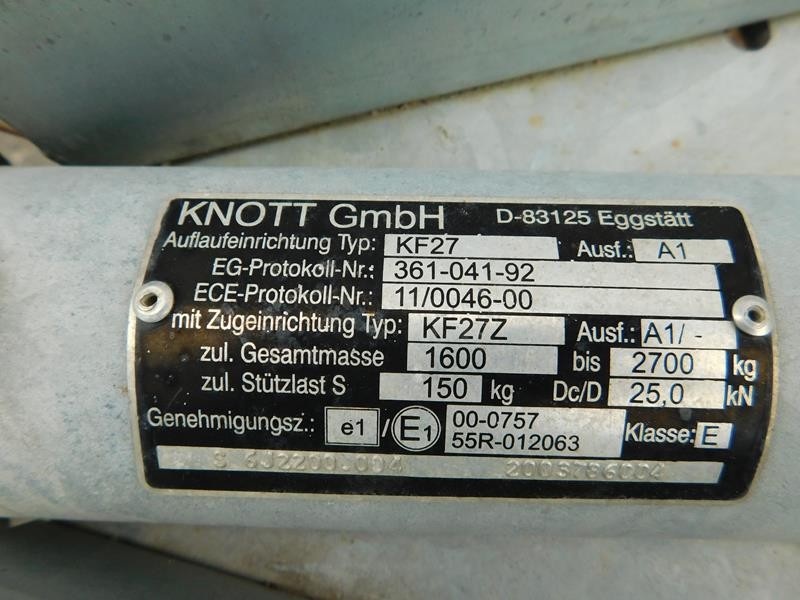 KNOTT GmbH D-83125 Eggstätt
Auflaufeinrichtung Typ: KF27 Ausf.: A1
EG-Protokoll-Nr.: 361-041-92
ECE-Protokoll-Nr.: 11/0046-00
mit Zugeinrichtung Typ: KF27Z Ausf.: A1/-
zul. Gesamtmasse 1600 bis 2700 kg
zul. Stützlast S 150 kg Dc/D 25,0 kN
Genehmigungsz.: e1 / E1 00-0757 Klasse: E
55R-012063
S 6J2200.004